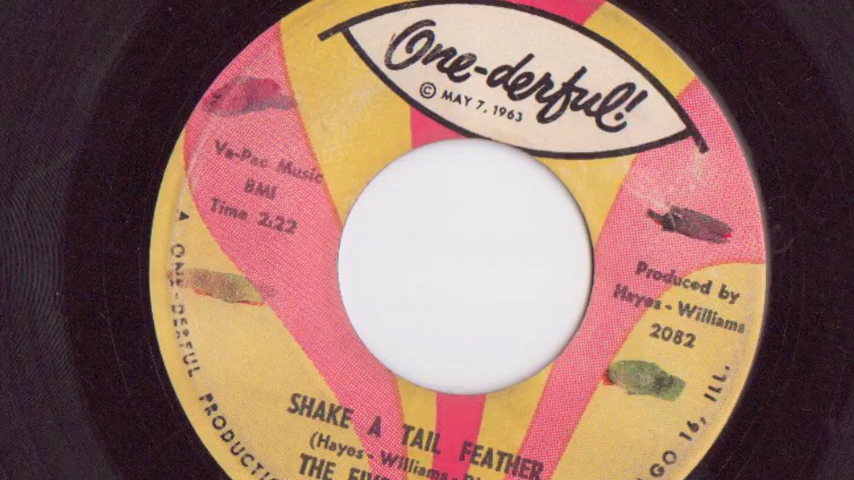 One-derful!
© MAY 7, 1963
Va-Pac Music
BMI
Time 2:22
Produced by
Hayes - Williams
2082
SHAKE A TAIL FEATHER
(Hayes - Williams -
THE
A ONE-DERFUL PRODUCTI
GO 16, ILL.